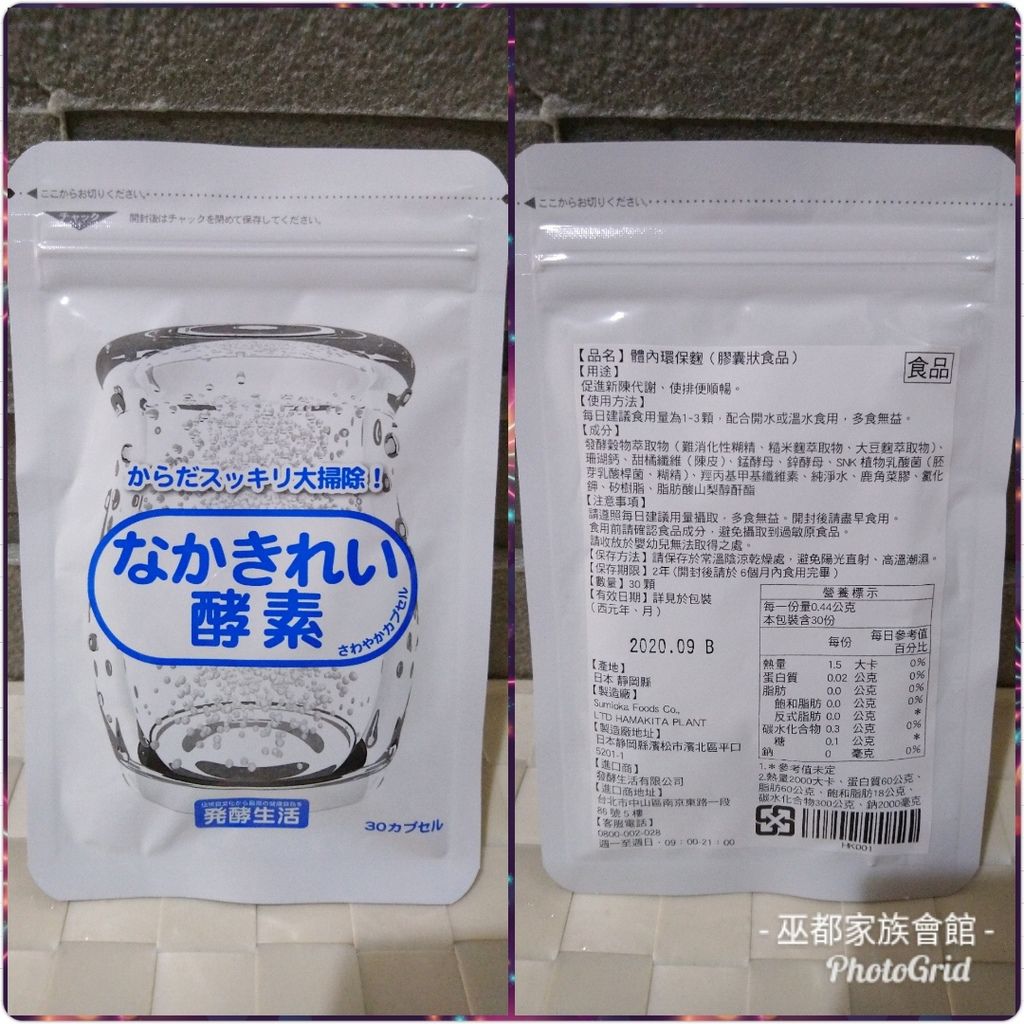 ここからお切りください。
チャック
開封後はチャックを閉めて保存してください。
からだスッキリ大掃除！
なかきれい
酵素
さわやかカプセル
発酵生活
30カプセル
ここからお切りください。
【品名】體內環保麴（膠囊狀食品）
食品
【用途】
促進新陳代謝、使排便順暢。
【使用方法】
每日建議食用量為1-3顆，配合開水或溫水食用，多食無益。
【成分】
發酵穀物萃取物（難消化性糊精、糙米麴萃取物、大豆麴萃取物）、
珊瑚鈣、甜橘纖維（陳皮）、錳酵母、鋅酵母、SNK 植物乳酸菌（胚
芽乳酸桿菌、糊精）、羥丙基甲基纖維素、純淨水、鹿角菜膠、氯化
鉀、矽樹脂、脂肪酸山梨醇酐酯
【注意事項】
請遵照每日建議用量攝取，多食無益。開封後請盡早食用。
食用前請確認食品成分，避免攝取到過敏原食品。
請收放於嬰幼兒無法取得之處。
【保存方法】請保存於常溫陰涼乾燥處，避免陽光直射、高溫潮濕。
【保存期限】2年(開封後請於 6個月內食用完畢)
【數量】30 顆
【有效日期】詳見於包裝
（西元年、月）
2020.09 B
【產地】
日本 靜岡縣
【製造廠】
Sumioka Foods Co.,
LTD HAMAKITA PLANT
【製造廠地址】
日本靜岡縣濱松市濱北區平口
5201-1
【進口商】
發酵生活有限公司
【進口商地址】
台北市中山區南京東路一段
86 號 5 樓
【客服電話】
0800-002-028
週一至週日，09：00-21：00
營養標示
每一份量0.44公克
本包裝含30份
每份 每日參考值
百分比
熱量 1.5 大卡 0%
蛋白質 0.02 公克 0%
脂肪 0.0 公克 0%
飽和脂肪 0.0 公克 0%
反式脂肪 0.0 公克 *
碳水化合物 0.3 公克 0%
糖 0.1 公克 *
鈉 0 毫克 0%
1.＊參考值未定
2.熱量2000大卡、蛋白質60公克、
脂肪60公克、飽和脂肪18公克、
碳水化合物300公克、鈉2000毫克
HK001
- 巫都家族會館 -
PhotoGrid